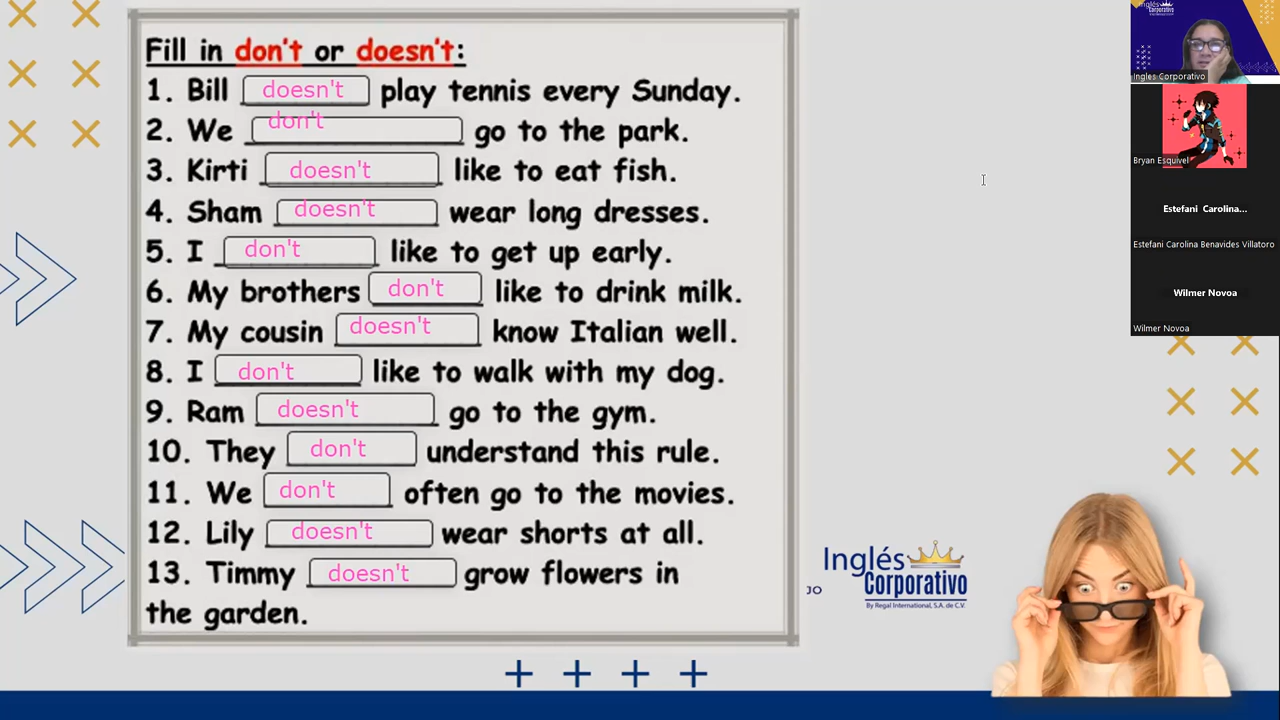 Fill in don't or doesn't:
1. Bill doesn't play tennis every Sunday.
2. We don't go to the park.
3. Kirti doesn't like to eat fish.
4. Sham doesn't wear long dresses.
5. I don't like to get up early.
6. My brothers don't like to drink milk.
7. My cousin doesn't know Italian well.
8. I don't like to walk with my dog.
9. Ram doesn't go to the gym.
10. They don't understand this rule.
11. We don't often go to the movies.
12. Lily doesn't wear shorts at all.
13. Timmy doesn't grow flowers in
the garden.
JO
Inglés
Corporativo
By Regal International, S.A. de C.V.
Inglés
Corporativo
Ingles Corporativo
Bryan Esquivel
Estefani Carolina...
Estefani Carolina Benavides Villatoro
Wilmer Novoa
Wilmer Novoa